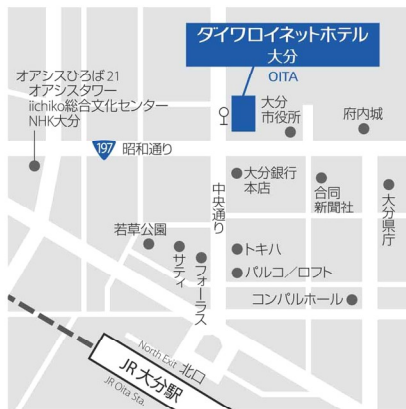 ダイワロイネットホテル
大分
OITA
オアシスひろば21
オアシスタワー
iichiko総合文化センター
NHK大分
大分
市役所
府内城
197
昭和通り
大分銀行
本店
中央通り
合同
新聞社
大分県庁
若草公園
サティ
フォーラス
トキハ
パルコ/ロフト
コンパルホール
North Exit 北口
JR 大分駅
JR Oita Sta.